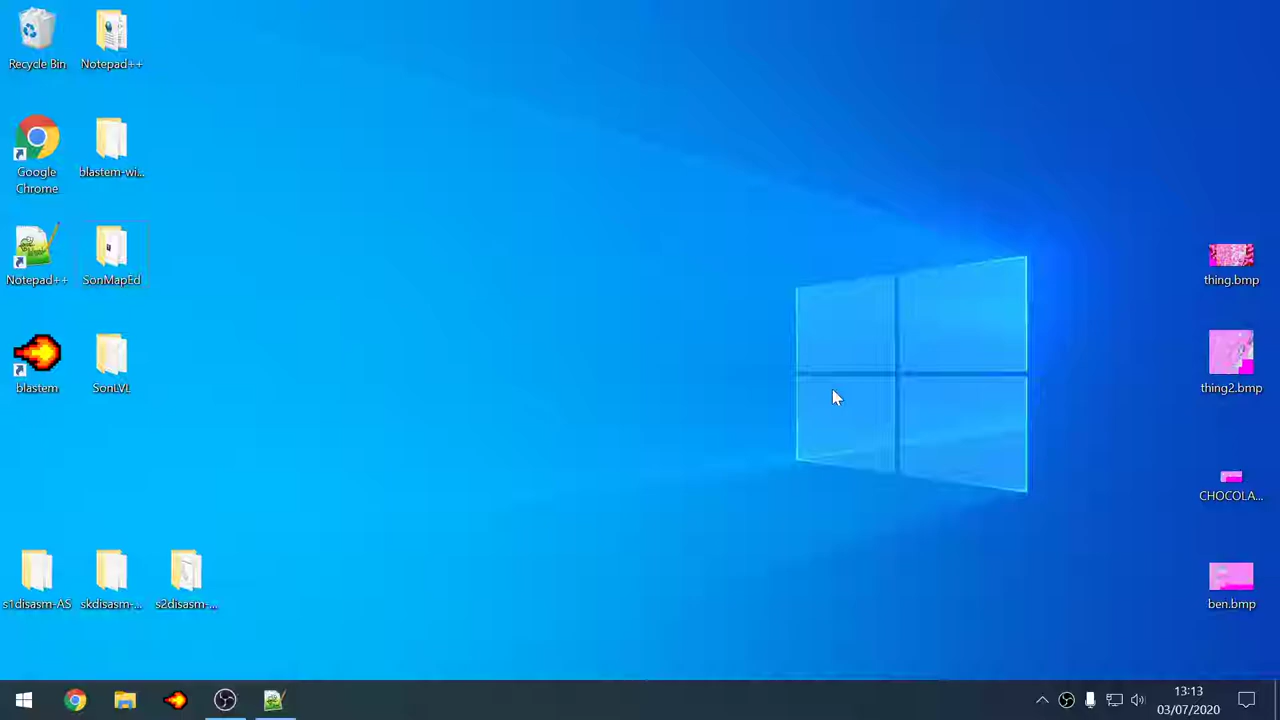 Recycle Bin
Notepad++
Google
Chrome
blastem-wi...
Notepad++
SonMapEd
blastem
SonLVL
s1disasm-AS
skdisasm-...
s2disasm-...
thing.bmp
thing2.bmp
CHOCOLA...
ben.bmp
13:13
03/07/2020